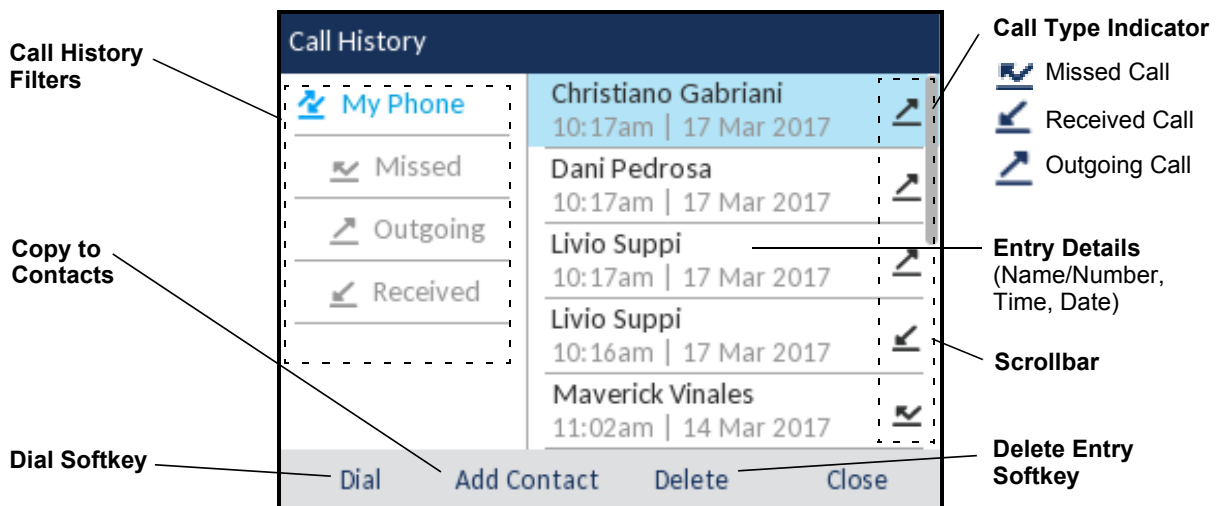 Call History
Filters
Copy to
Contacts
Dial Softkey
Call History
My Phone
Missed
Outgoing
Received
Christiano Gabriani
10:17am | 17 Mar 2017
Dani Pedrosa
10:17am | 17 Mar 2017
Livio Suppi
10:17am | 17 Mar 2017
Livio Suppi
10:16am | 17 Mar 2017
Maverick Vinales
11:02am | 14 Mar 2017
Dial Add Contact Delete Close
Call Type Indicator
Missed Call
Received Call
Outgoing Call
Entry Details
(Name/Number,
Time, Date)
Scrollbar
Delete Entry
Softkey